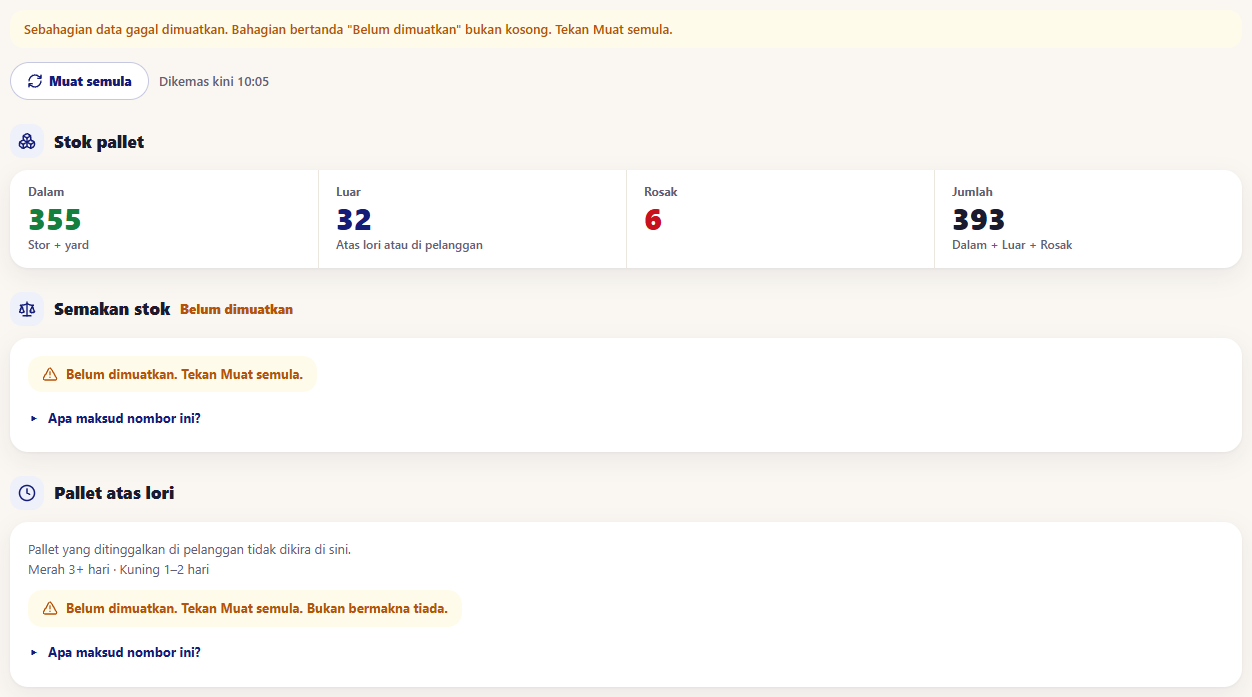 Sebahagian data gagal dimuatkan. Bahagian bertanda "Belum dimuatkan" bukan kosong. Tekan Muat semula.
Muat semula
Dikemas kini 10:05
Stok pallet
Dalam
355
Stor + yard
Luar
32
Atas lori atau di pelanggan
Rosak
6
Jumlah
393
Dalam + Luar + Rosak
Semakan stok Belum dimuatkan
Belum dimuatkan. Tekan Muat semula.
Apa maksud nombor ini?
Pallet atas lori
Pallet yang ditinggalkan di pelanggan tidak dikira di sini.
Merah 3+ hari · Kuning 1–2 hari
Belum dimuatkan. Tekan Muat semula. Bukan bermakna tiada.
Apa maksud nombor ini?